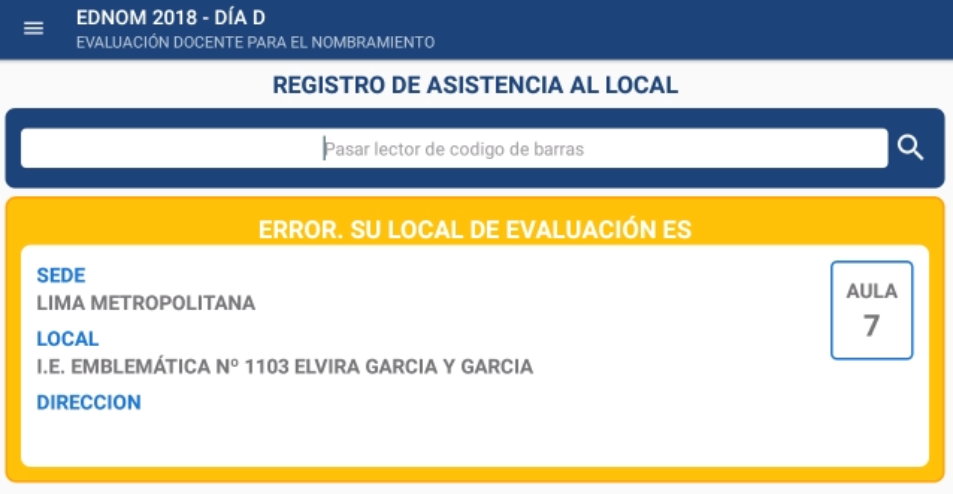 EDNOM 2018 - DÍA D
EVALUACIÓN DOCENTE PARA EL NOMBRAMIENTO
REGISTRO DE ASISTENCIA AL LOCAL
Pasar lector de codigo de barras
ERROR. SU LOCAL DE EVALUACIÓN ES
SEDE
LIMA METROPOLITANA
LOCAL
I.E. EMBLEMÁTICA Nº 1103 ELVIRA GARCIA Y GARCIA
DIRECCION
AULA
7